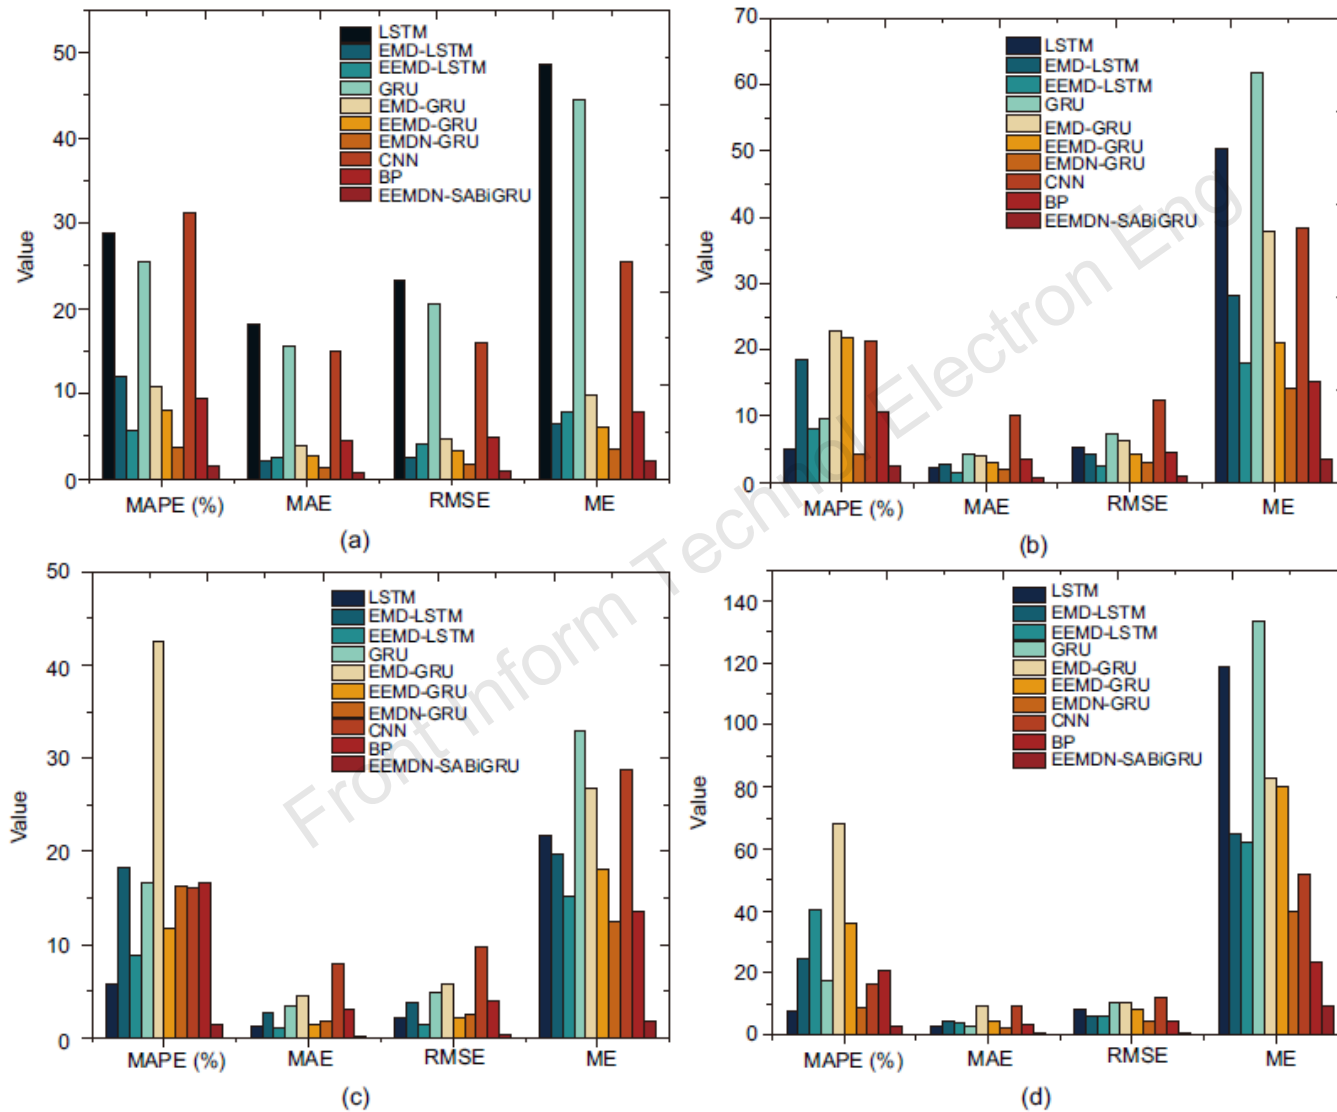 50
40
30
20
10
0
Value
LSTM
EMD-LSTM
EEMD-LSTM
GRU
EMD-GRU
EEMD-GRU
EMDN-GRU
CNN
BP
EEMDN-SABiGRU
MAPE (%)
MAE
RMSE
ME
(a)
70
60
50
40
30
20
10
0
Value
LSTM
EMD-LSTM
EEMD-LSTM
GRU
EMD-GRU
EEMD-GRU
EMDN-GRU
CNN
BP
EEMDN-SABiGRU
MAPE (%)
MAE
RMSE
ME
(b)
50
40
30
20
10
0
Value
LSTM
EMD-LSTM
EEMD-LSTM
GRU
EMD-GRU
EEMD-GRU
EMDN-GRU
CNN
BP
EEMDN-SABiGRU
MAPE (%)
MAE
RMSE
ME
(c)
140
120
100
80
60
40
20
0
Value
LSTM
EMD-LSTM
EEMD-LSTM
GRU
EMD-GRU
EEMD-GRU
EMDN-GRU
CNN
BP
EEMDN-SABiGRU
MAPE (%)
MAE
RMSE
ME
(d)
Front Inform Technol Electron Eng